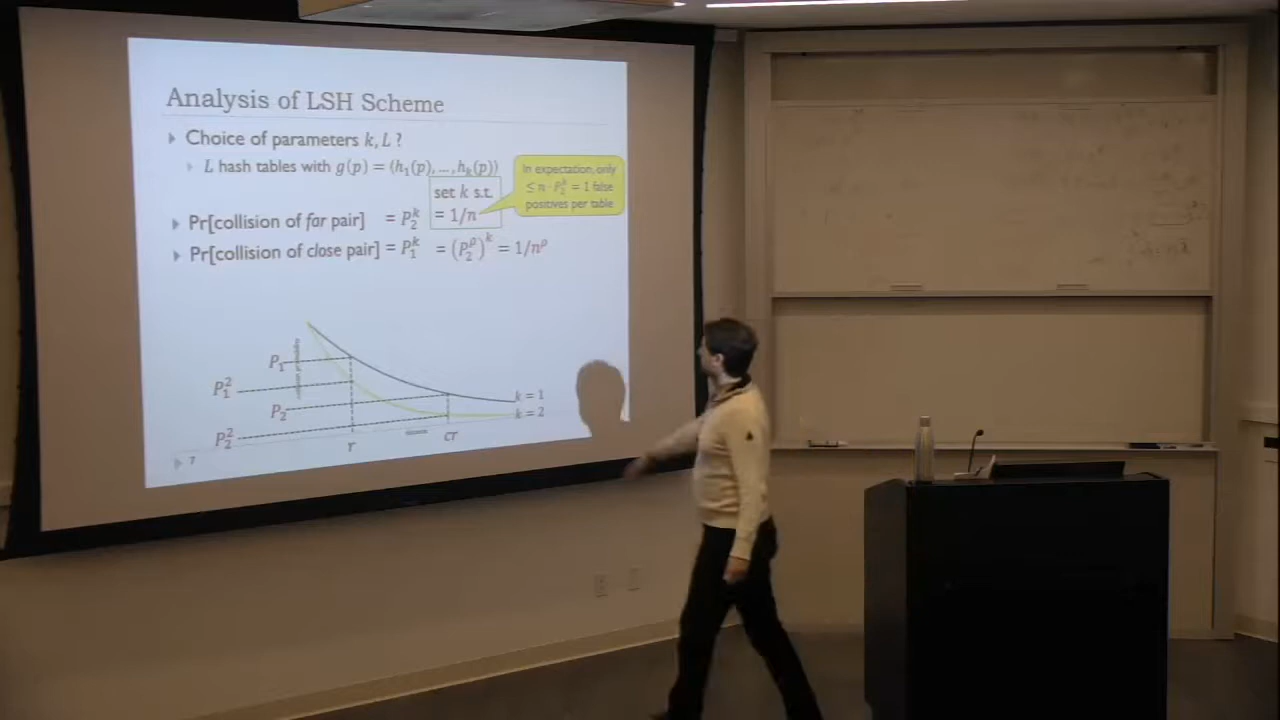 Analysis of LSH Scheme
Choice of parameters k, L ?
L hash tables with g(p) = (h₁(p), ..., hₖ(p))
In expectation, only
≤ n · P₂ᵏ = 1 false
positives per table
set k s.t.
Pr[collision of far pair] = P₂ᵏ = 1/n
Pr[collision of close pair] = P₁ᵏ = (P₂^ρ)ᵏ = 1/n^ρ
P₁
P₁²
k = 1
P₂
k = 2
P₂²
r
cr
7